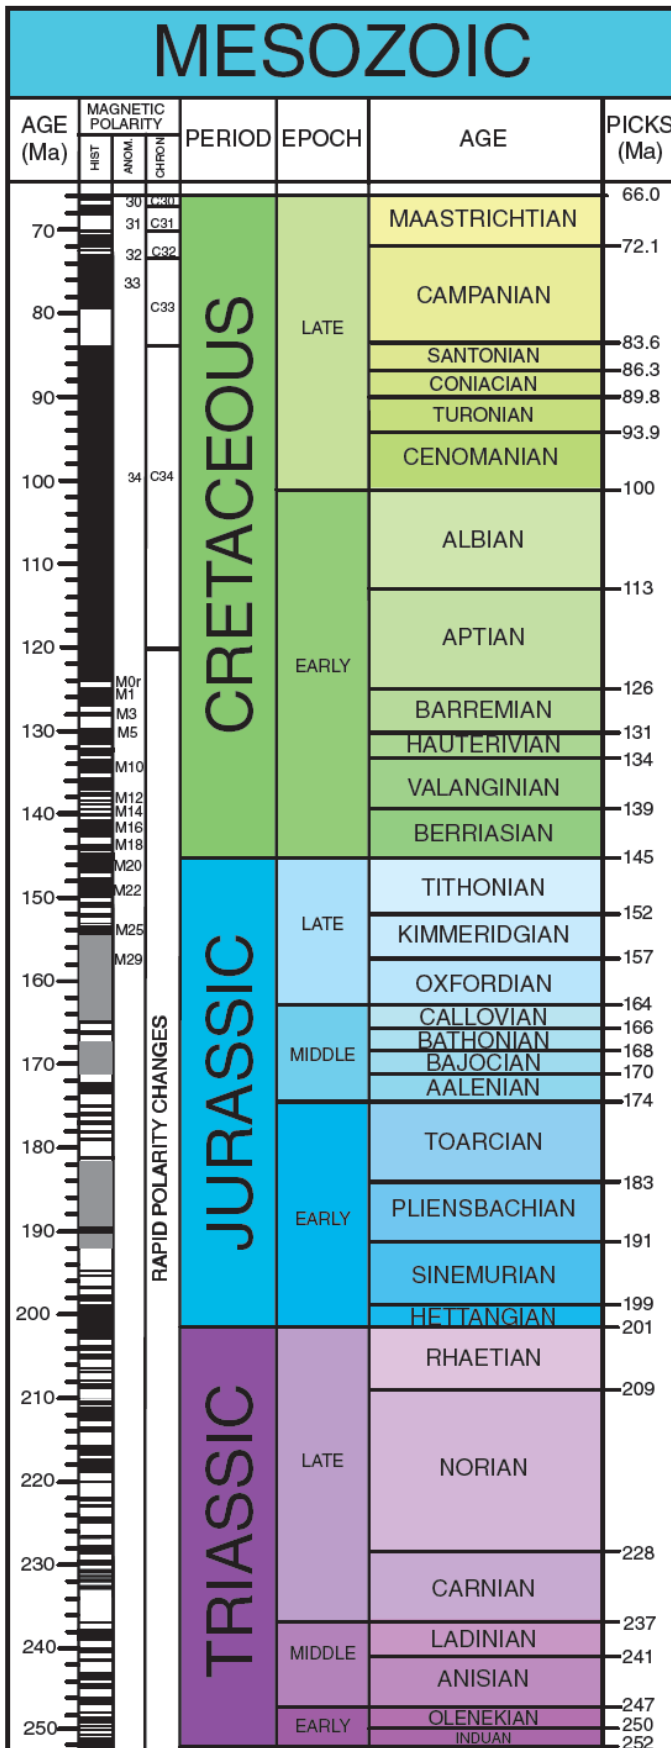 MESOZOIC
AGE
(Ma)
MAGNETIC
POLARITY
HIST
ANOM.
CHRON
PERIOD
EPOCH
AGE
PICKS
(Ma)
70
80
90
100
110
120
130
140
150
160
170
180
190
200
210
220
230
240
250
30
31
32
33
34
M0r
M1
M3
M5
M10
M12
M14
M16
M18
M20
M22
M25
M29
C30
C31
C32
C33
C34
RAPID POLARITY CHANGES
CRETACEOUS
JURASSIC
TRIASSIC
LATE
EARLY
LATE
MIDDLE
EARLY
LATE
MIDDLE
EARLY
MAASTRICHTIAN
CAMPANIAN
SANTONIAN
CONIACIAN
TURONIAN
CENOMANIAN
ALBIAN
APTIAN
BARREMIAN
HAUTERIVIAN
VALANGINIAN
BERRIASIAN
TITHONIAN
KIMMERIDGIAN
OXFORDIAN
CALLOVIAN
BATHONIAN
BAJOCIAN
AALENIAN
TOARCIAN
PLIENSBACHIAN
SINEMURIAN
HETTANGIAN
RHAETIAN
NORIAN
CARNIAN
LADINIAN
ANISIAN
OLENEKIAN
INDUAN
66.0
72.1
83.6
86.3
89.8
93.9
100
113
126
131
134
139
145
152
157
164
166
168
170
174
183
191
199
201
209
228
237
241
247
250
252